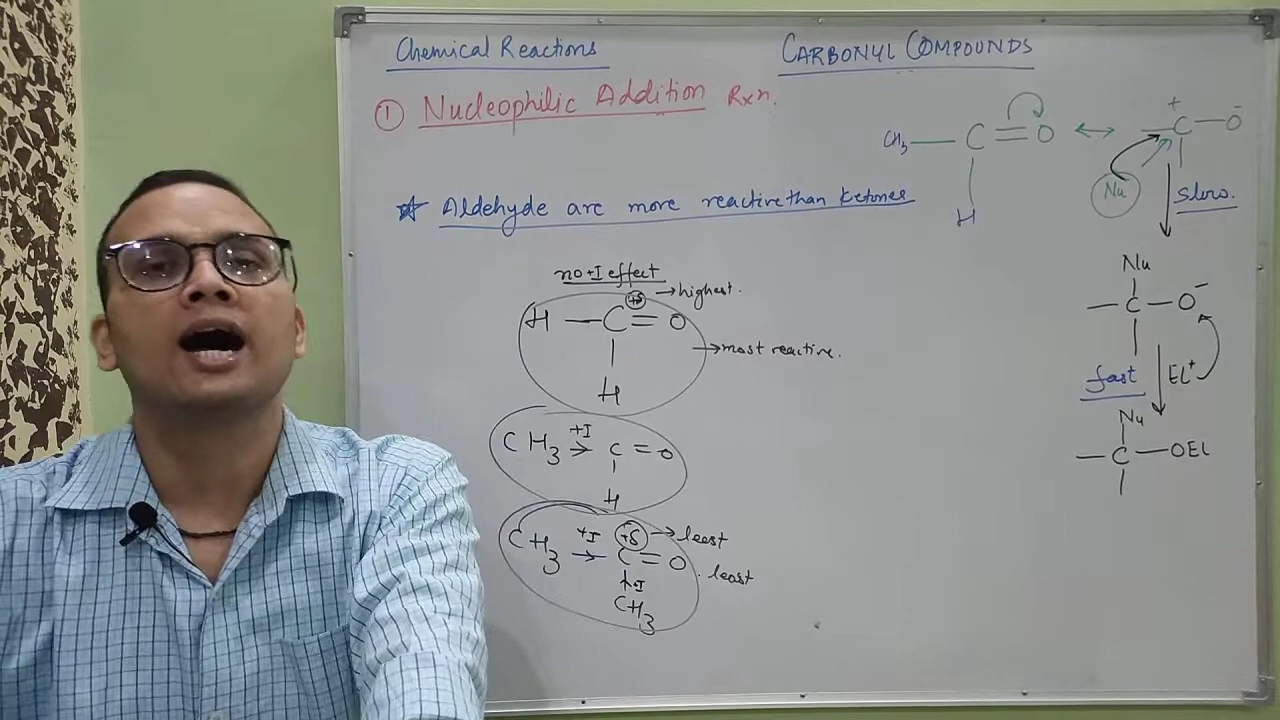 Chemical Reactions
CARBONYL COMPOUNDS
① Nucleophilic Addition Rxn.
CH3 — C = O ↔ — C — O
+ -
H
Nu
slow.
☆ Aldehyde are more reactive than Ketones
Nu
— C — O-
fast
EL+
Nu
— C — OEL
no +I effect
+δ → highest.
H — C = O
→ most reactive.
H
+I
CH3 → C = O
H
+I +δ → leest
CH3 → C = O
. least
+I
CH3